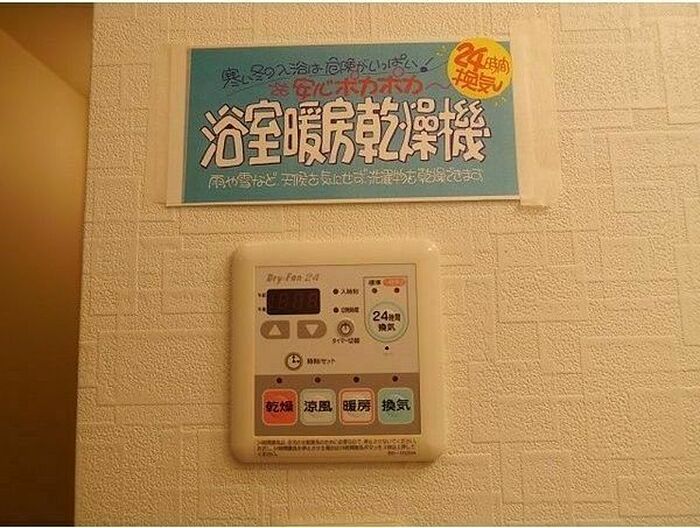 寒い冬の入浴は危険がいっぱい!
安心ポカポカ〜
24時間
換気
浴室暖房乾燥機
雨や雪など、天候を気にせず洗濯物を乾燥できます
Dry-Fan 24
入時刻
切時間
標準
24時間
換気
タイマー切替
時刻セット
乾燥 涼風 暖房 換気